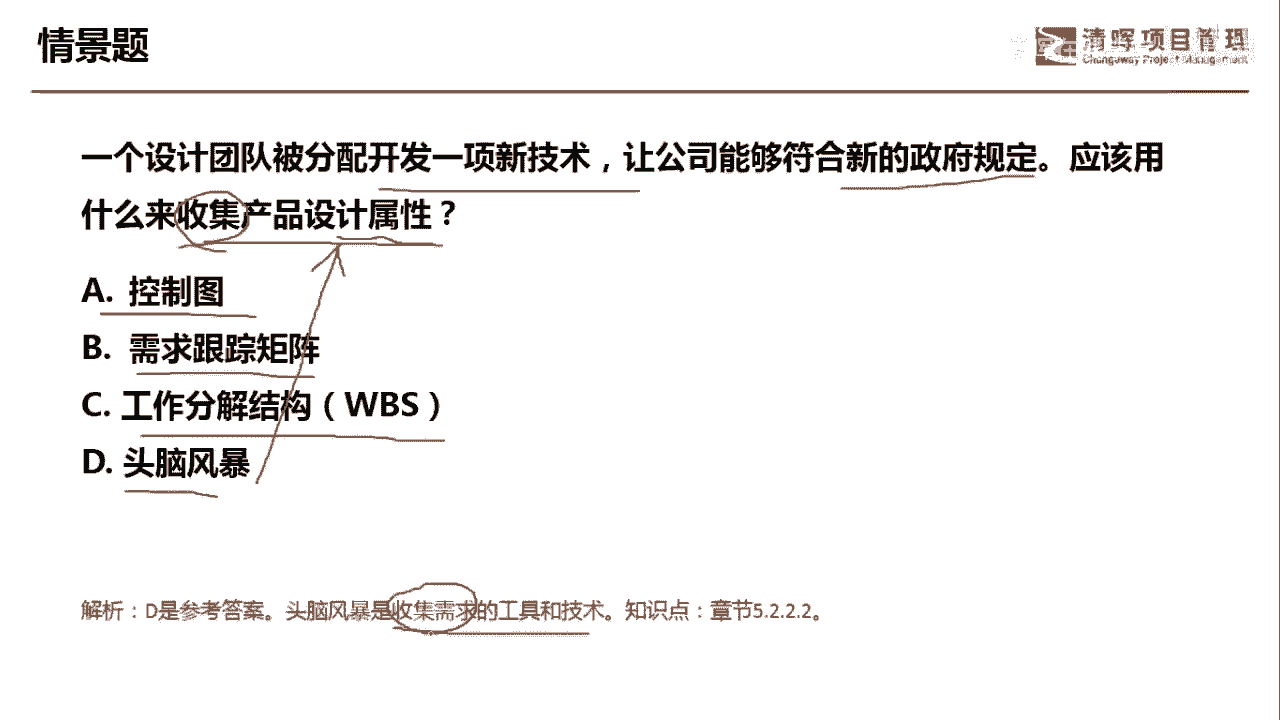 情景题
清晖项目管理
Changeway Project Management
一个设计团队被分配开发一项新技术，让公司能够符合新的政府规定。应该用
什么来收集产品设计属性？
A. 控制图
B. 需求跟踪矩阵
C. 工作分解结构（WBS）
D. 头脑风暴
解析：D是参考答案。头脑风暴是收集需求的工具和技术。知识点：章节5.2.2.2。